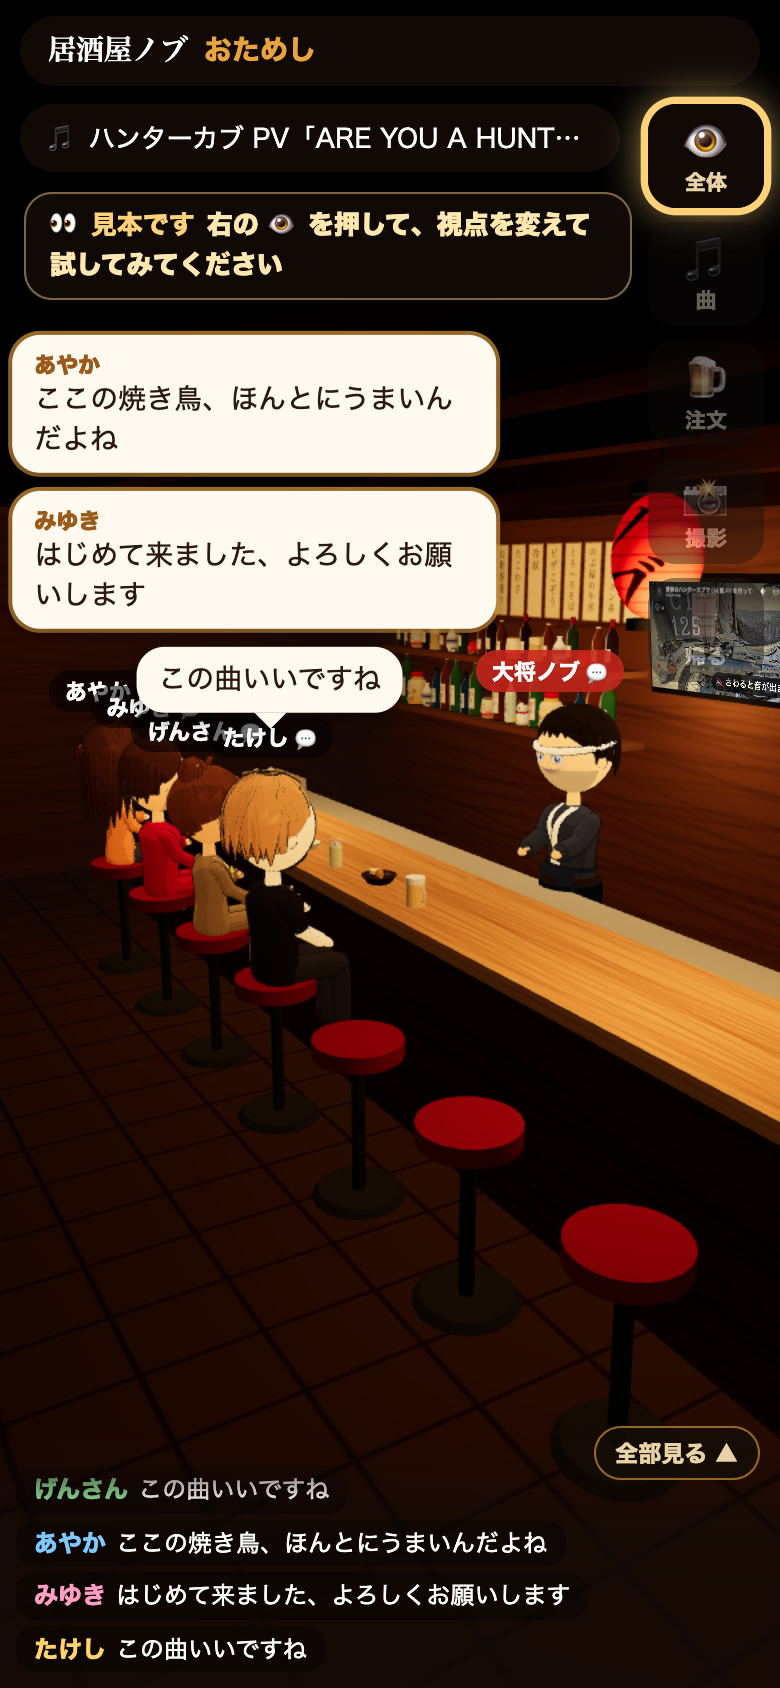 居酒屋ノブ おためし
🎵 ハンターカブ PV「ARE YOU A HUNT…
👁 全体
👀 見本です 右の 👁 を押して、視点を変えて
試してみてください
曲
あやか
ここの焼き鳥、ほんとにうまいん
だよね
注文
みゆき
はじめて来ました、よろしくお願
いします
撮影
この曲いいですね
大将ノブ 💬
あやか
げんさん
たけし 💬
全部見る ▲
げんさん この曲いいですね
あやか ここの焼き鳥、ほんとにうまいんだよね
みゆき はじめて来ました、よろしくお願いします
たけし この曲いいですね